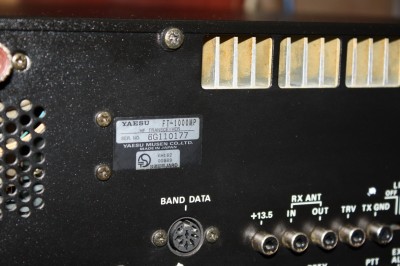 YAESU FT-1000MP
HF TRANSCEIVER
SER. NO. 6G110177
YAESU MUSEN CO.,LTD.
MADE IN JAPAN
BAND DATA
RX ANT
+13.5 IN OUT TRV TX GND
OFF
PTT